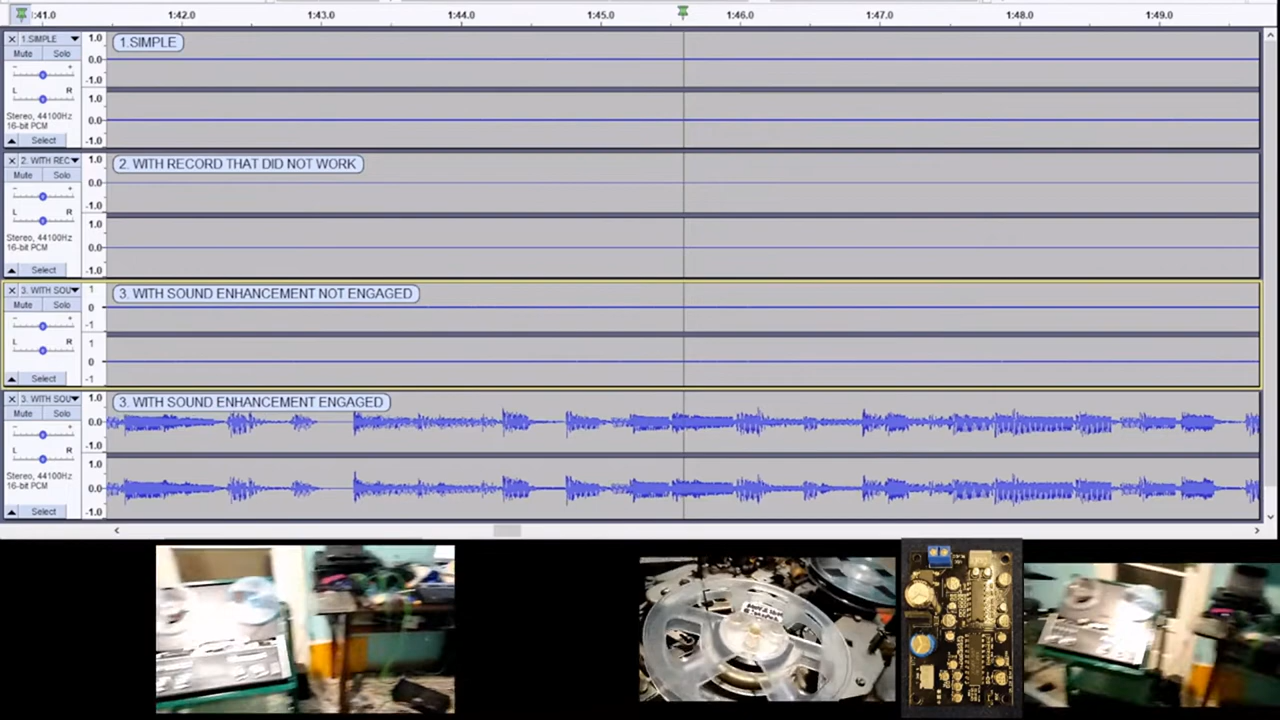 1:41.0 1:42.0 1:43.0 1:44.0 1:45.0 1:46.0 1:47.0 1:48.0 1:49.0
1.SIMPLE
1.0
1.SIMPLE
Mute Solo
0.0
- +
-1.0
L R
1.0
Stereo, 44100Hz
16-bit PCM
0.0
Select
-1.0
2. WITH REC
1.0
2. WITH RECORD THAT DID NOT WORK
Mute Solo
0.0
- +
-1.0
L R
1.0
Stereo, 44100Hz
16-bit PCM
0.0
Select
-1.0
3. WITH SOU
1
3. WITH SOUND ENHANCEMENT NOT ENGAGED
Mute Solo
0
- +
-1
L R
1
0
Select
-1
3. WITH SOU
1.0
3. WITH SOUND ENHANCEMENT ENGAGED
Mute Solo
0.0
- +
-1.0
L R
1.0
Stereo, 44100Hz
16-bit PCM
0.0
Select
-1.0